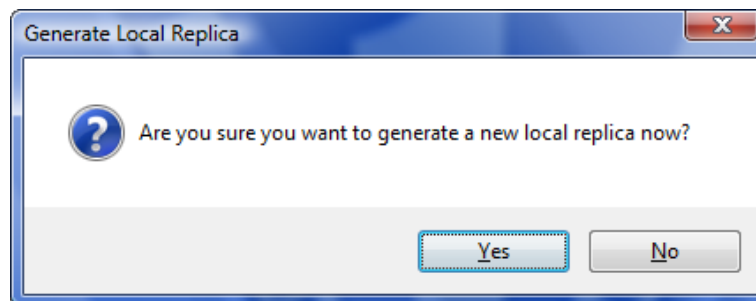 Generate Local Replica
Are you sure you want to generate a new local replica now?
Yes
No